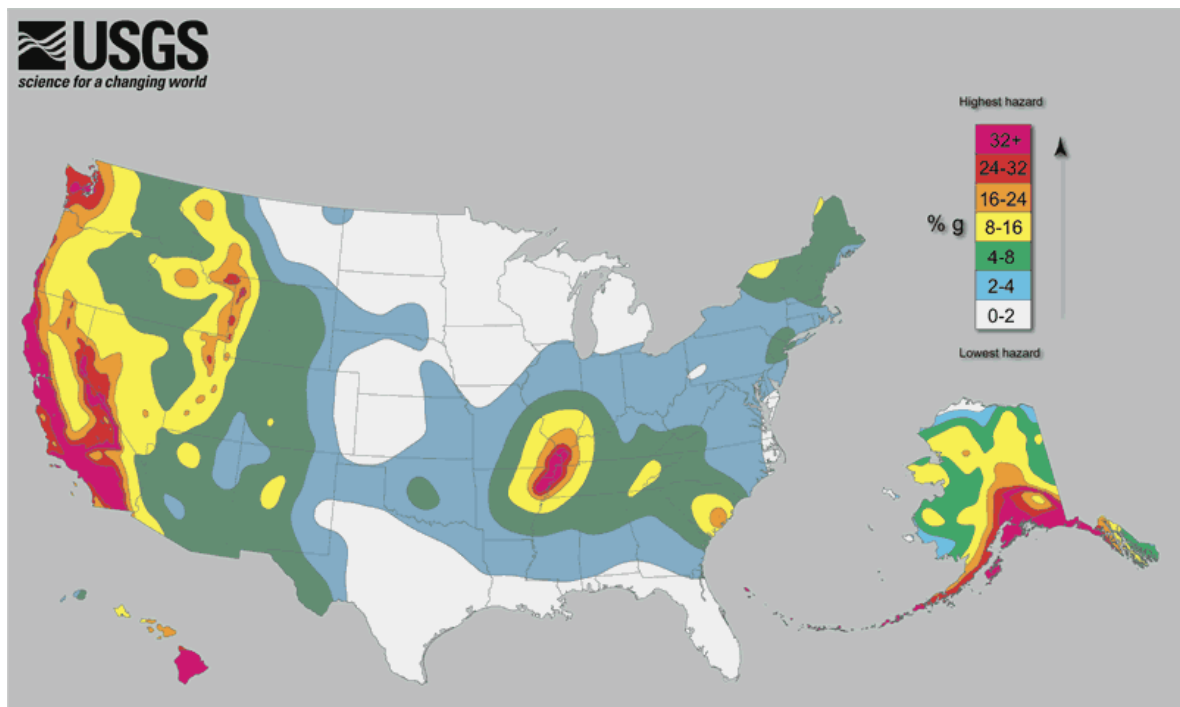 USGS
science for a changing world
Highest hazard
32+
24-32
16-24
% g
8-16
4-8
2-4
0-2
Lowest hazard